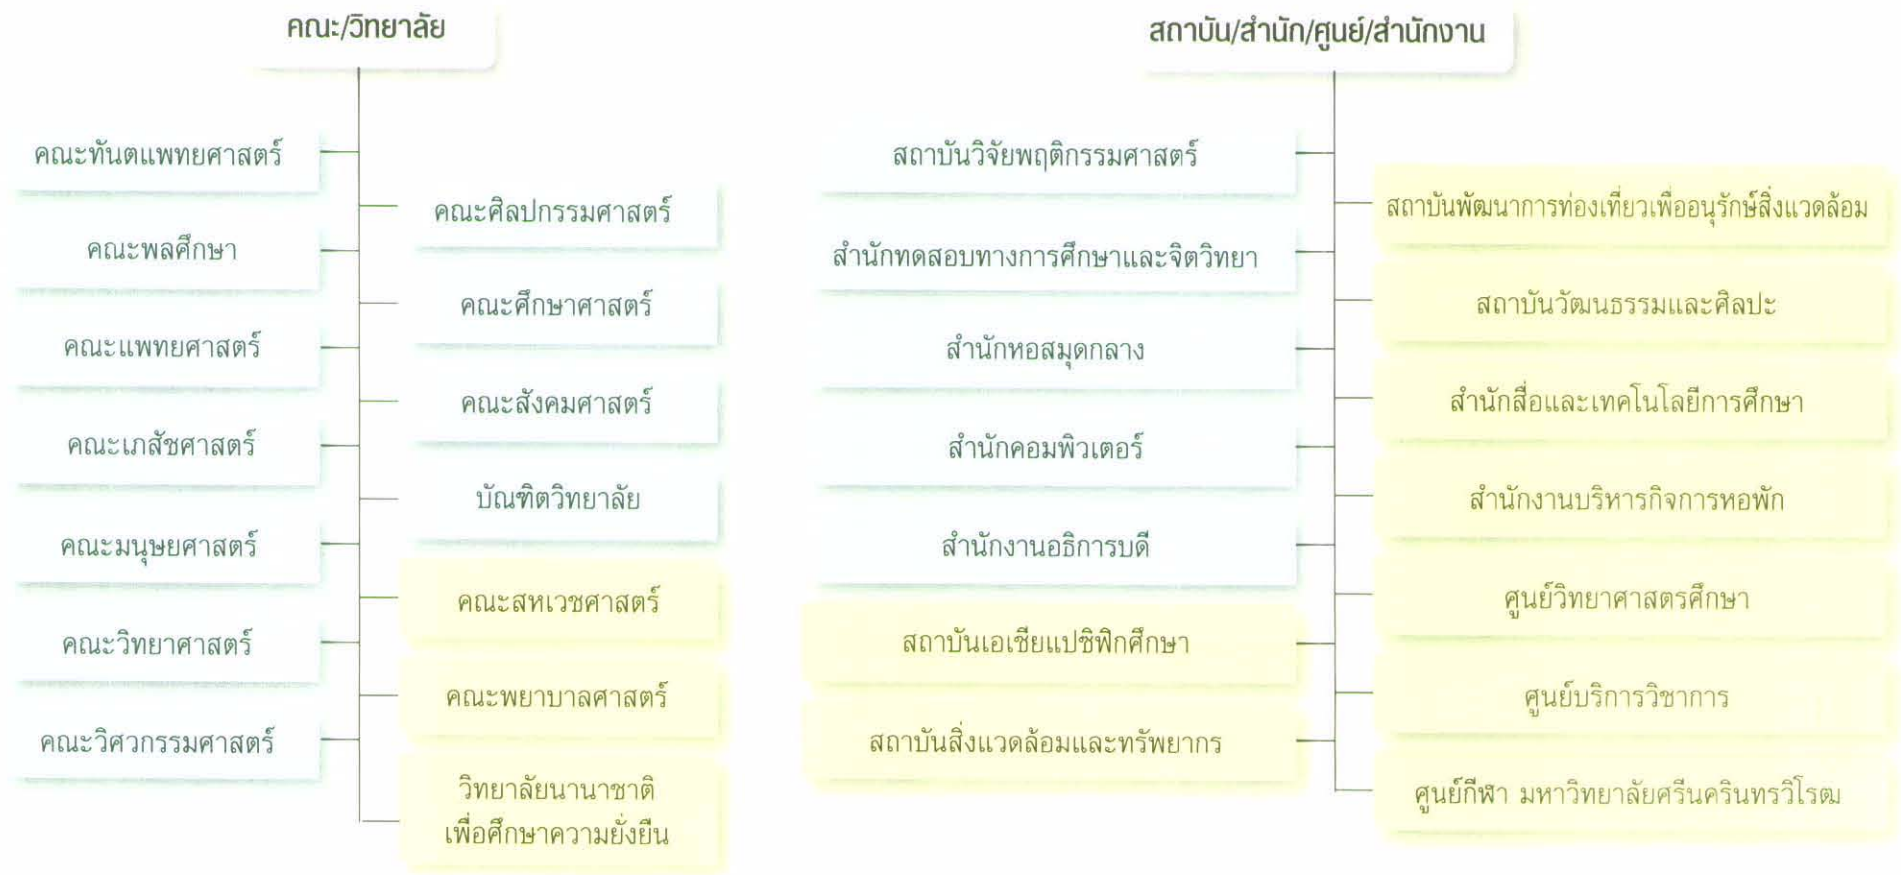 คณะ/วิทยาลัย
คณะทันตแพทยศาสตร์
คณะศิลปกรรมศาสตร์
คณะพลศึกษา
คณะศึกษาศาสตร์
คณะแพทยศาสตร์
คณะสังคมศาสตร์
คณะเภสัชศาสตร์
บัณฑิตวิทยาลัย
คณะมนุษยศาสตร์
คณะสหเวชศาสตร์
คณะวิทยาศาสตร์
คณะพยาบาลศาสตร์
คณะวิศวกรรมศาสตร์
วิทยาลัยนานาชาติ
เพื่อศึกษาความยั่งยืน
สถาบัน/สำนัก/ศูนย์/สำนักงาน
สถาบันวิจัยพฤติกรรมศาสตร์
สถาบันพัฒนาการท่องเที่ยวเพื่ออนุรักษ์สิ่งแวดล้อม
สำนักทดสอบทางการศึกษาและจิตวิทยา
สถาบันวัฒนธรรมและศิลปะ
สำนักหอสมุดกลาง
สำนักสื่อและเทคโนโลยีการศึกษา
สำนักคอมพิวเตอร์
สำนักงานบริหารกิจการหอพัก
สำนักงานอธิการบดี
ศูนย์วิทยาศาสตรศึกษา
สถาบันเอเชียแปซิฟิกศึกษา
ศูนย์บริการวิชาการ
สถาบันสิ่งแวดล้อมและทรัพยากร
ศูนย์กีฬา มหาวิทยาลัยศรีนครินทรวิโรฒ